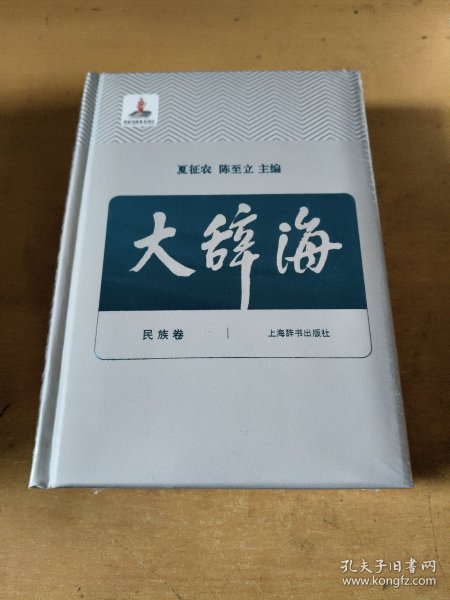 夏征农 陈至立 主编
大辞海
民族卷 | 上海辞书出版社
孔夫子旧书网
www.kongfz.com